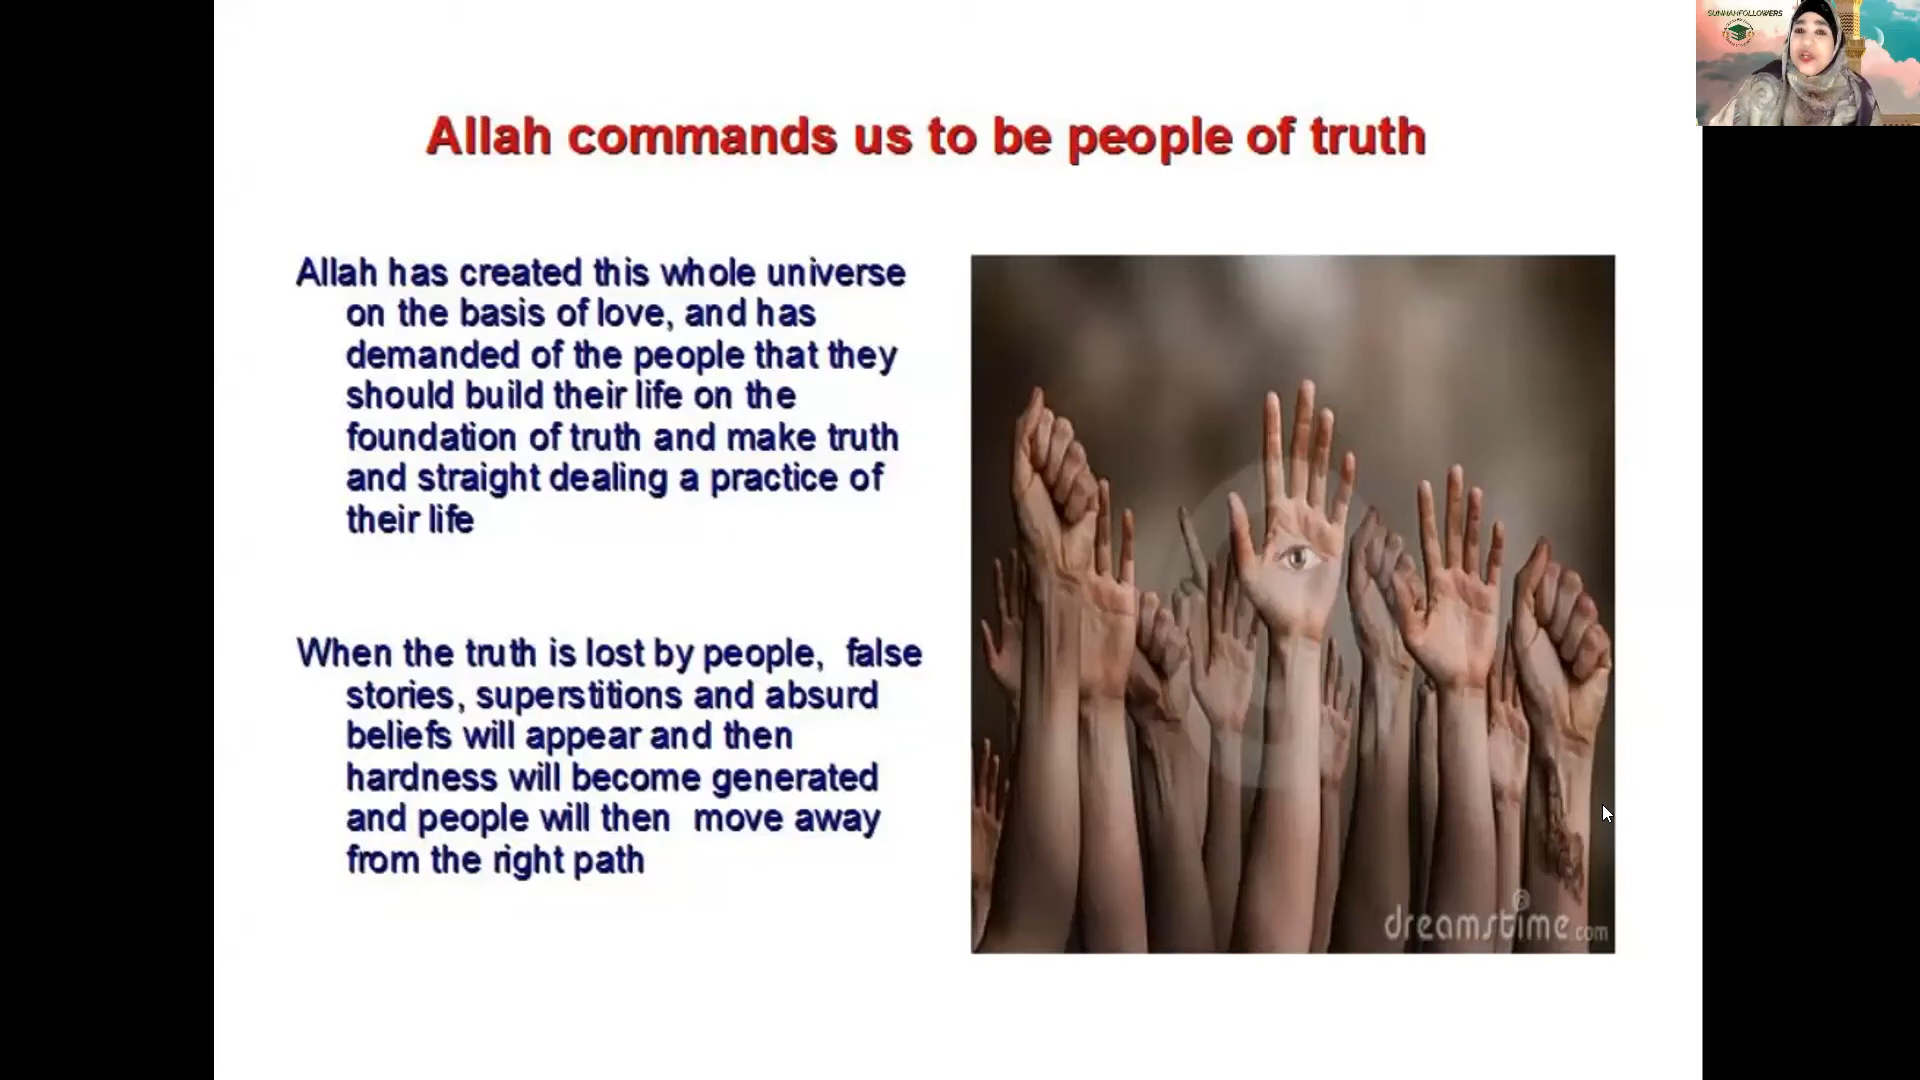 SUNNAHFOLLOWERS
Allah commands us to be people of truth
Allah has created this whole universe
on the basis of love, and has
demanded of the people that they
should build their life on the
foundation of truth and make truth
and straight dealing a practice of
their life
When the truth is lost by people, false
stories, superstitions and absurd
beliefs will appear and then
hardness will become generated
and people will then move away
from the right path
dreamstime.com